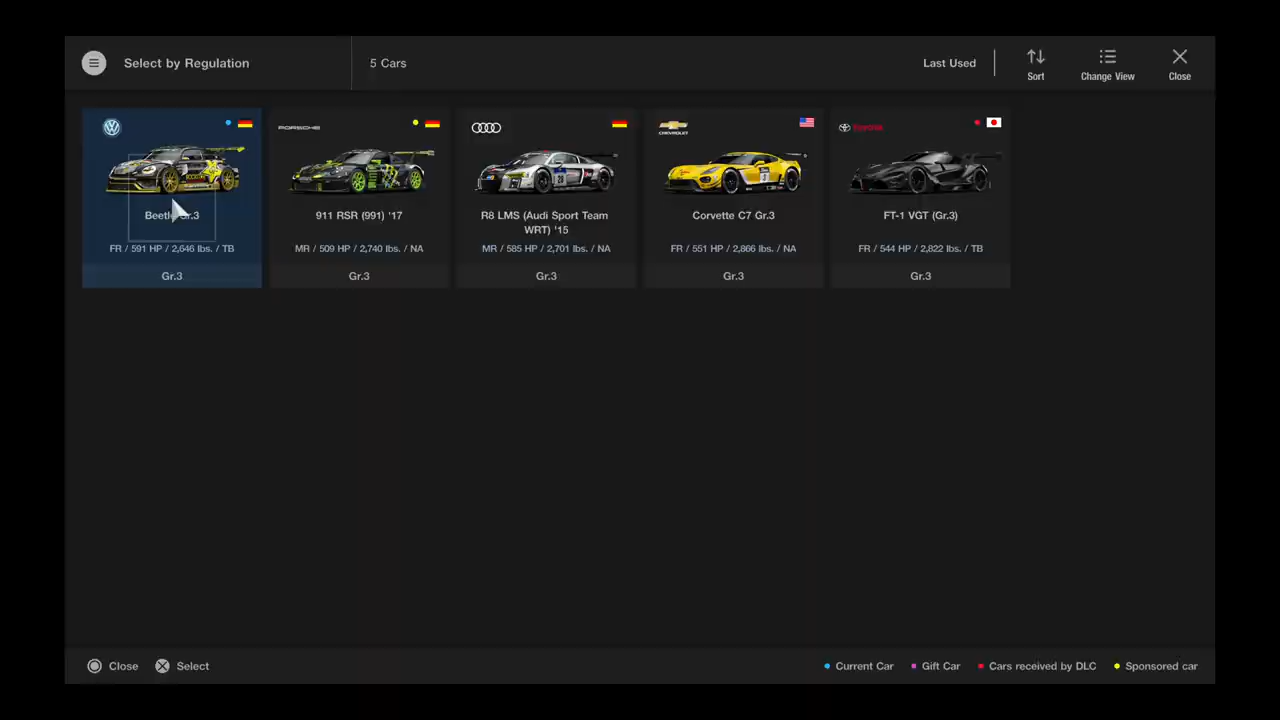 Select by Regulation
5 Cars
Last Used
Sort
Change View
Close
PORSCHE
CHEVROLET
TOYOTA
Beetle Gr.3
911 RSR (991) '17
R8 LMS (Audi Sport Team
WRT) '15
Corvette C7 Gr.3
FT-1 VGT (Gr.3)
FR / 591 HP / 2,646 lbs. / TB
MR / 509 HP / 2,740 lbs. / NA
MR / 585 HP / 2,701 lbs. / NA
FR / 551 HP / 2,866 lbs. / NA
FR / 544 HP / 2,822 lbs. / TB
Gr.3
Gr.3
Gr.3
Gr.3
Gr.3
Close
Select
Current Car
Gift Car
Cars received by DLC
Sponsored car